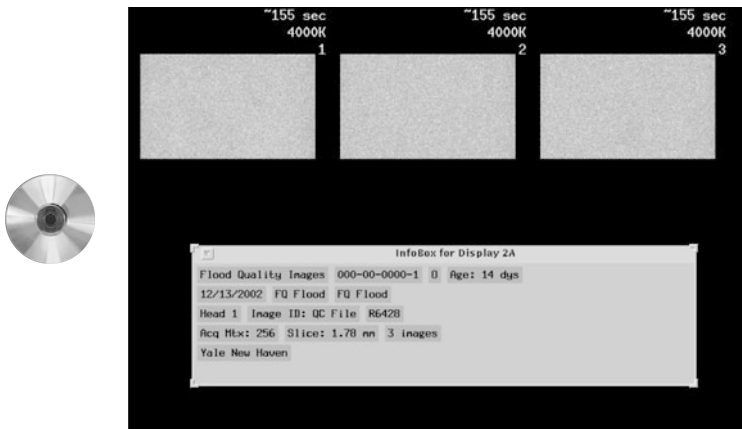 ~155 sec ~155 sec ~155 sec
4000K 4000K 4000K
1 2 3
InfoBox for Display 2A
Flood Quality Images 000-00-0000-1 0 Age: 14 dys
12/13/2002 FQ Flood FQ Flood
Head 1 Image ID: QC File R6428
Acq Mtx: 256 Slice: 1.78 mm 3 images
Yale New Haven